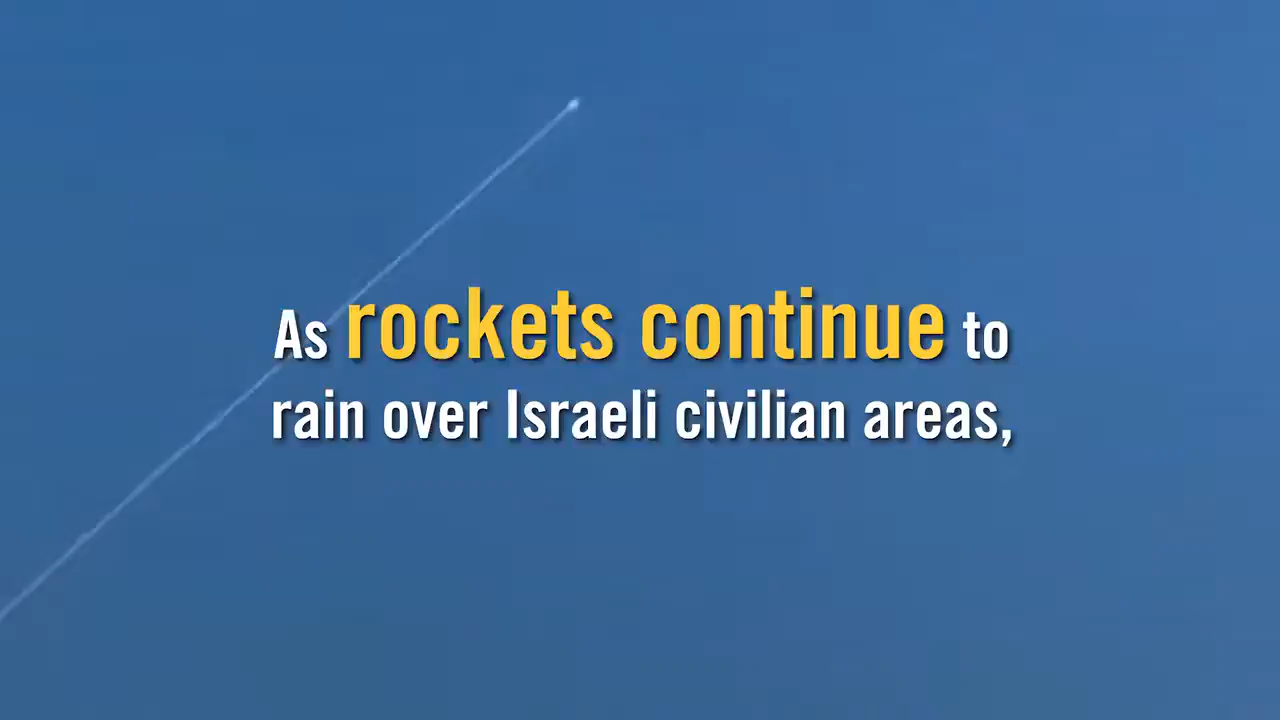 As rockets continue to
rain over Israeli civilian areas,